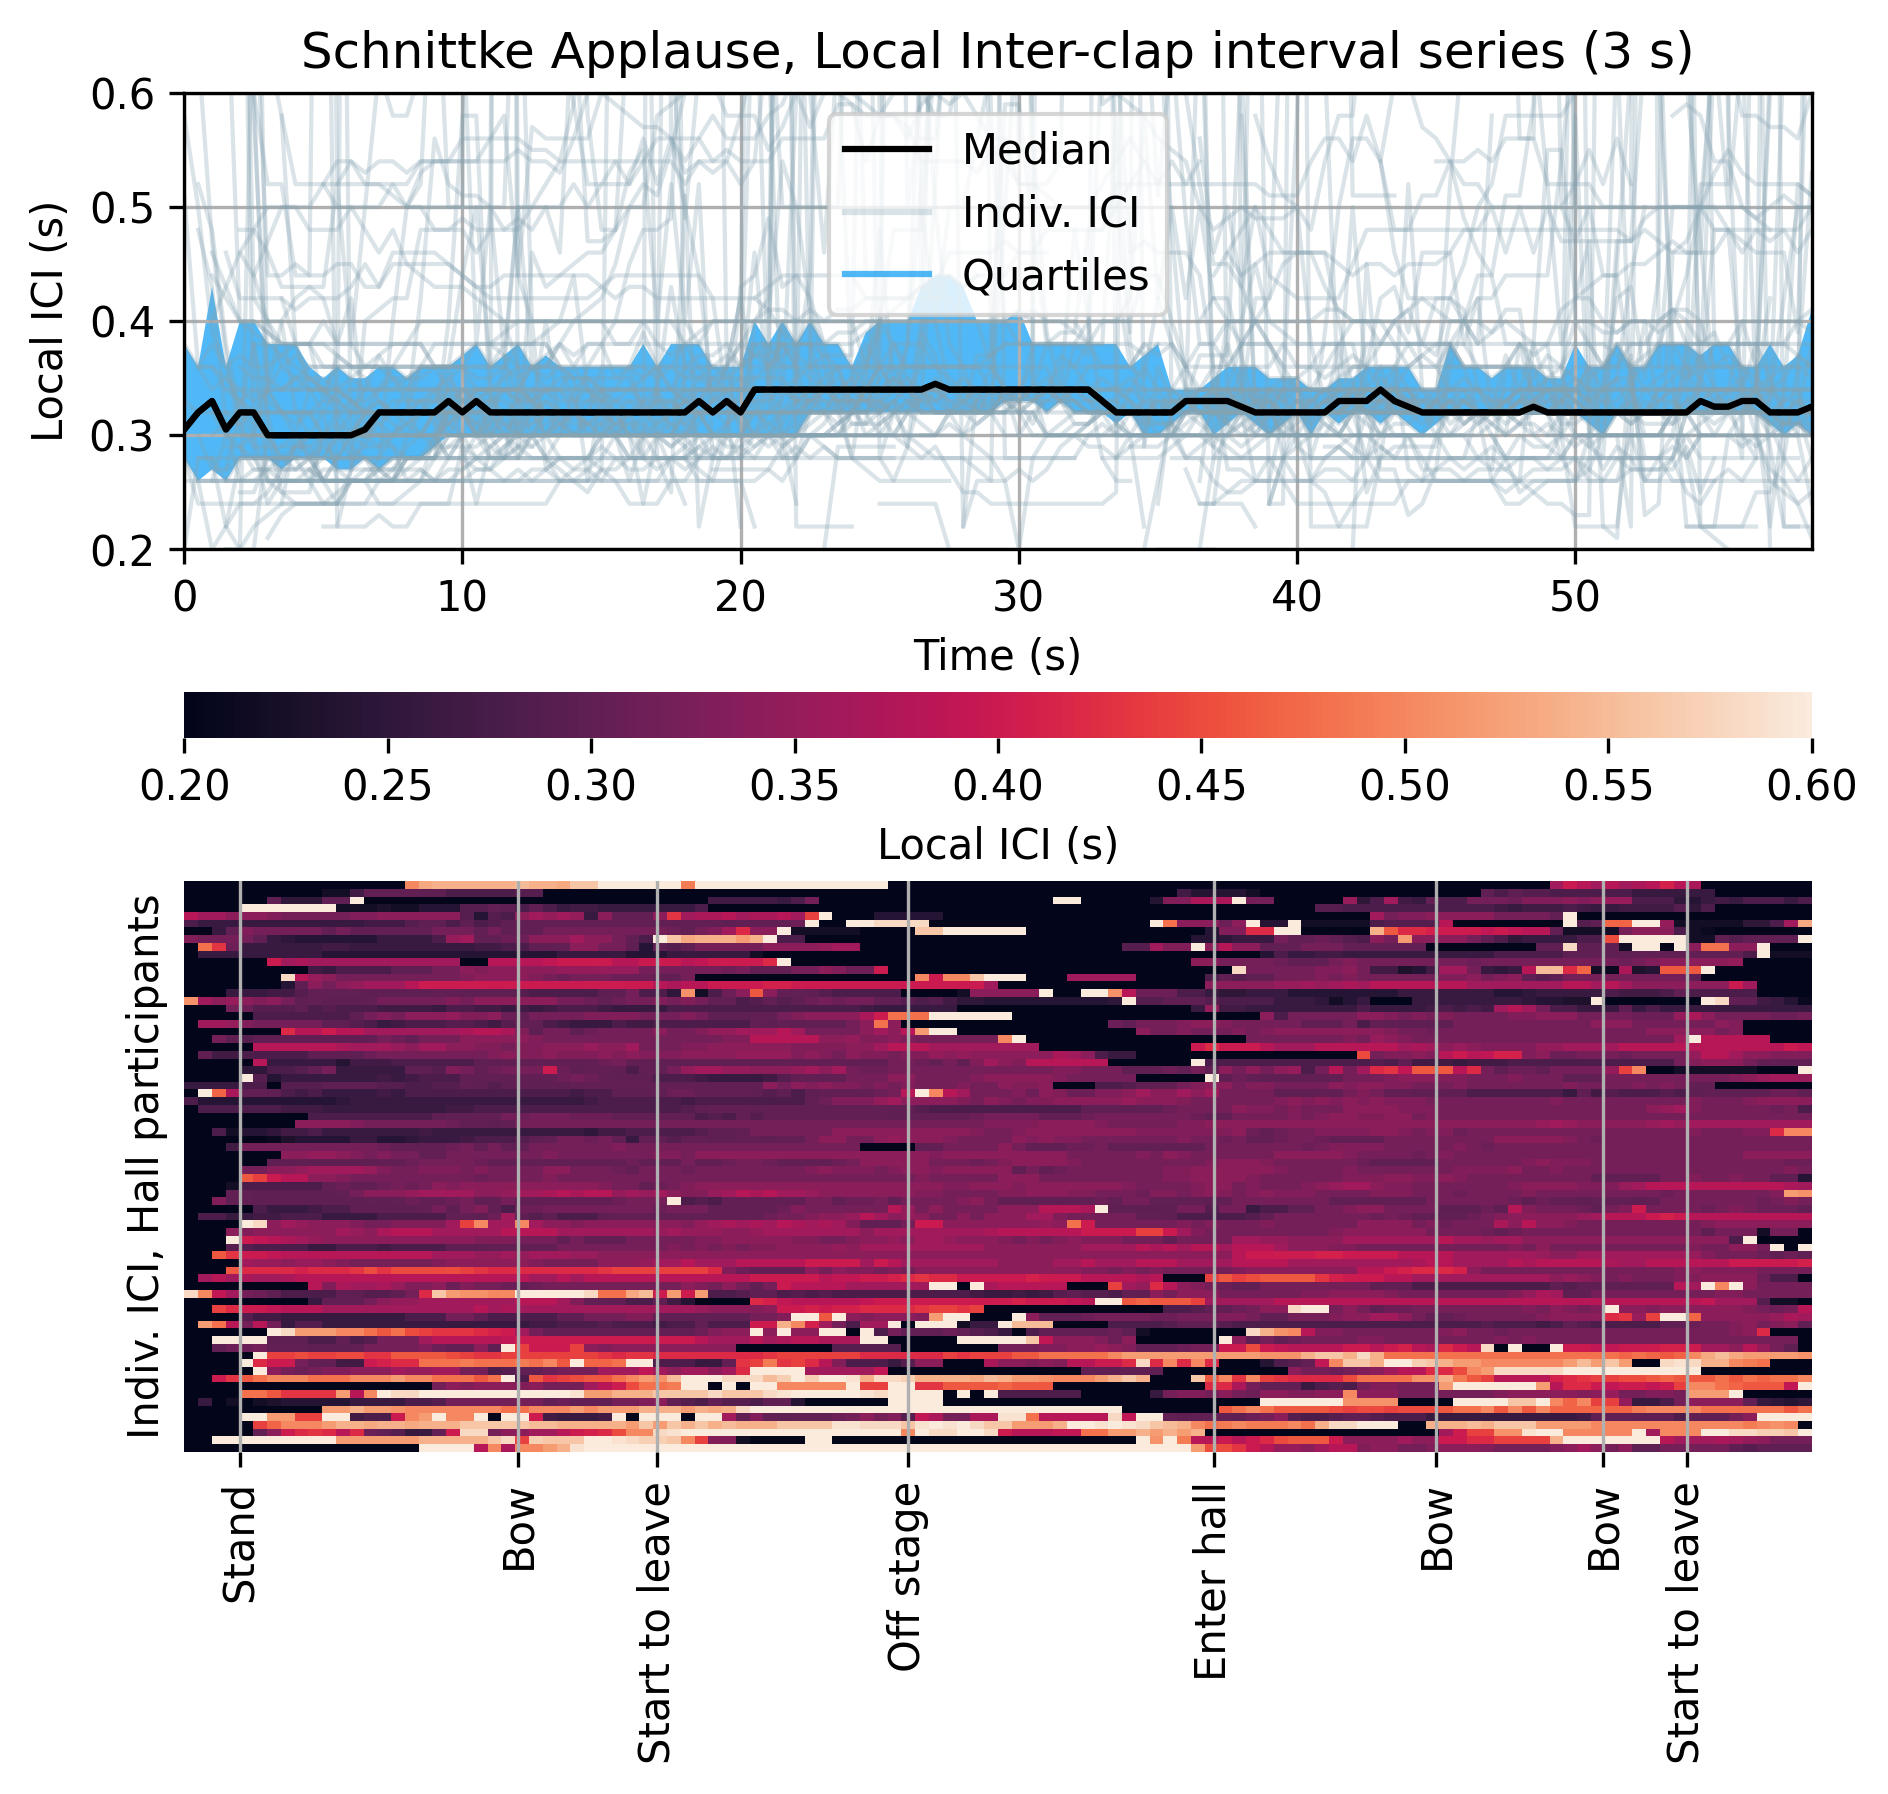 Schnittke Applause, Local Inter-clap interval series (3 s)
0.6
0.5
0.4
0.3
0.2
Local ICI (s)
Median
Indiv. ICI
Quartiles
0 10 20 30 40 50
Time (s)
0.20 0.25 0.30 0.35 0.40 0.45 0.50 0.55 0.60
Local ICI (s)
Indiv. ICI, Hall participants
Stand
Bow
Start to leave
Off stage
Enter hall
Bow
Bow
Start to leave